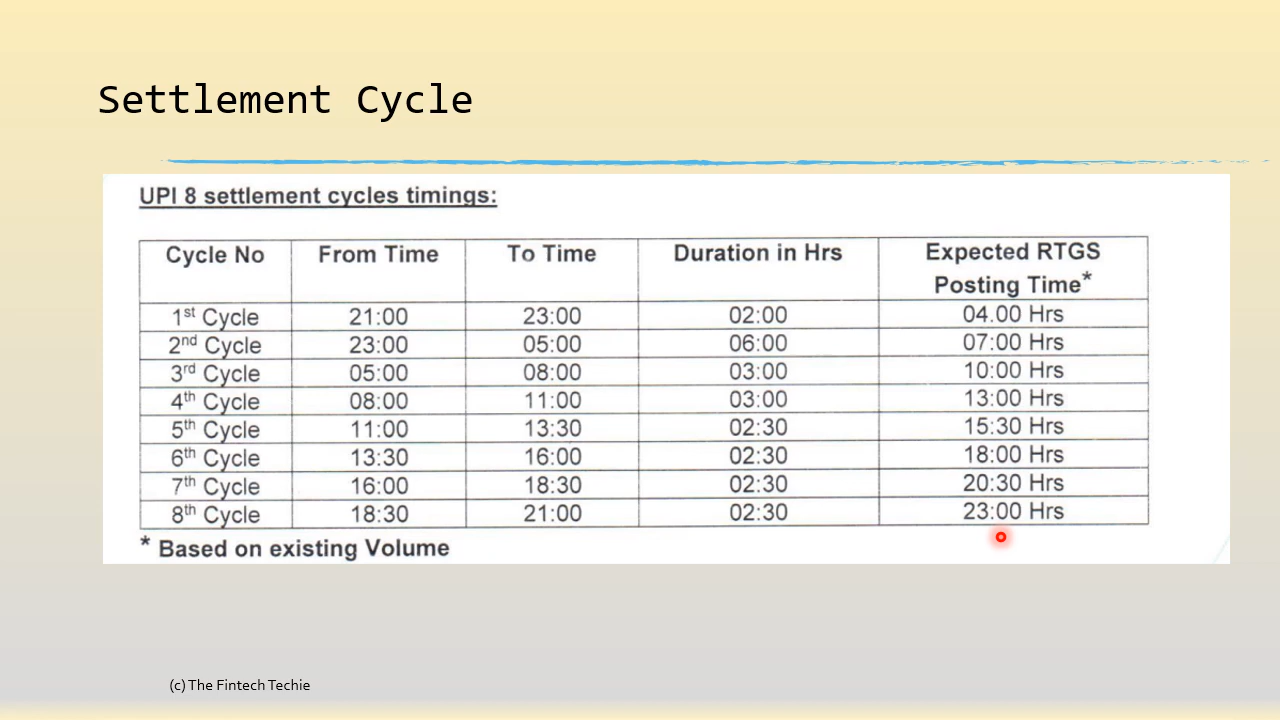 Settlement Cycle
UPI 8 settlement cycles timings:
Cycle No From Time To Time Duration in Hrs Expected RTGS Posting Time*
1st Cycle 21:00 23:00 02:00 04.00 Hrs
2nd Cycle 23:00 05:00 06:00 07:00 Hrs
3rd Cycle 05:00 08:00 03:00 10:00 Hrs
4th Cycle 08:00 11:00 03:00 13:00 Hrs
5th Cycle 11:00 13:30 02:30 15:30 Hrs
6th Cycle 13:30 16:00 02:30 18:00 Hrs
7th Cycle 16:00 18:30 02:30 20:30 Hrs
8th Cycle 18:30 21:00 02:30 23:00 Hrs
* Based on existing Volume
(c) The Fintech Techie